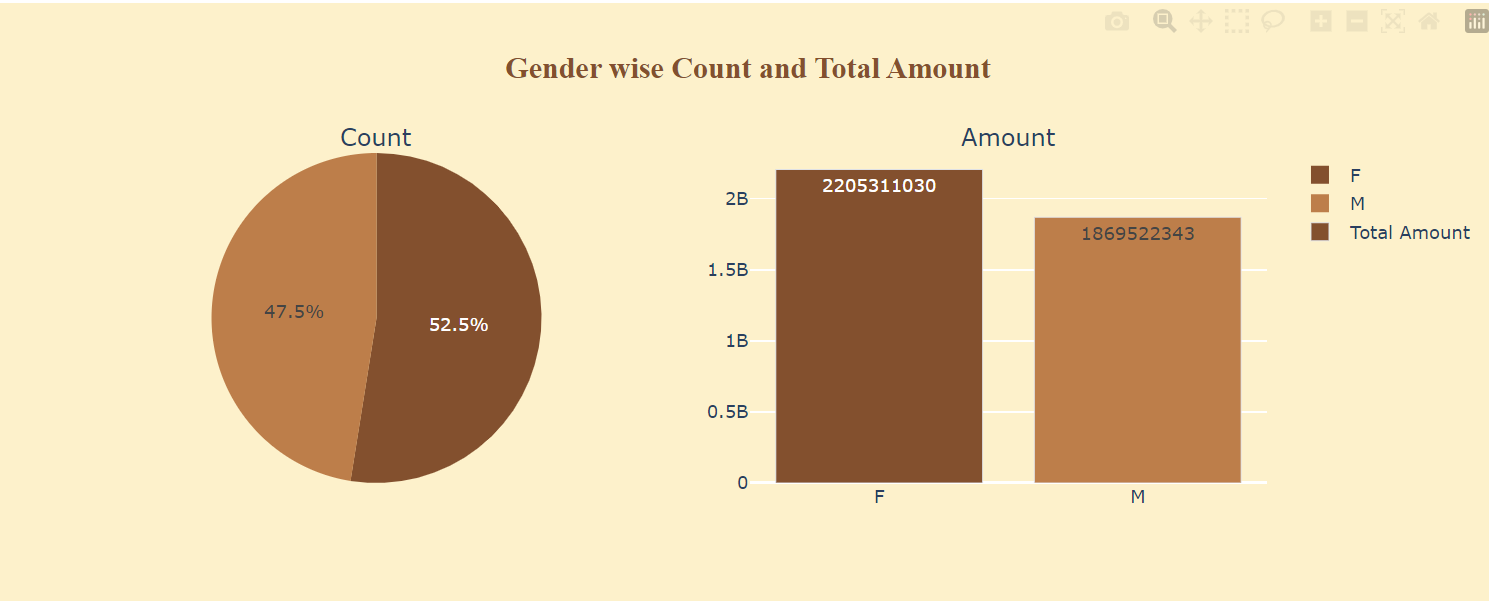 Gender wise Count and Total Amount
Count
47.5%
52.5%
Amount
2B
1.5B
1B
0.5B
0
2205311030
1869522343
F
M
F
M
Total Amount